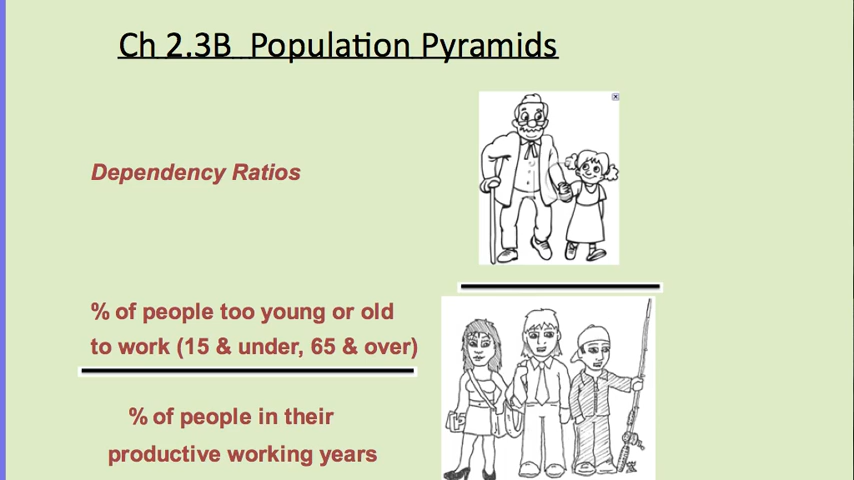 Ch 2.3B Population Pyramids
Dependency Ratios
% of people too young or old
to work (15 & under, 65 & over)
% of people in their
productive working years